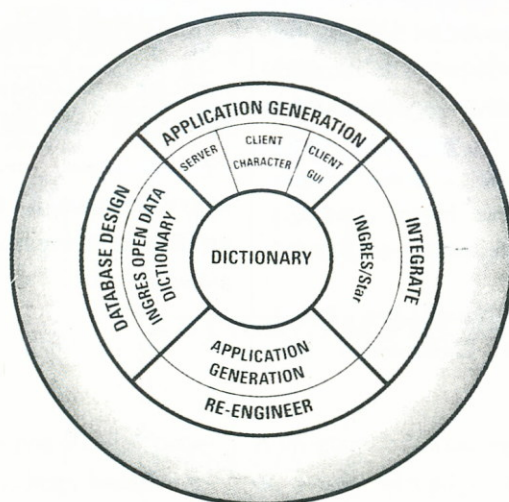 APPLICATION GENERATION
SERVER
CLIENT
CHARACTER
CLIENT
GUI
DATABASE DESIGN
INGRES OPEN DATA
DICTIONARY
DICTIONARY
INGRES/Star
INTEGRATE
APPLICATION
GENERATION
RE-ENGINEER